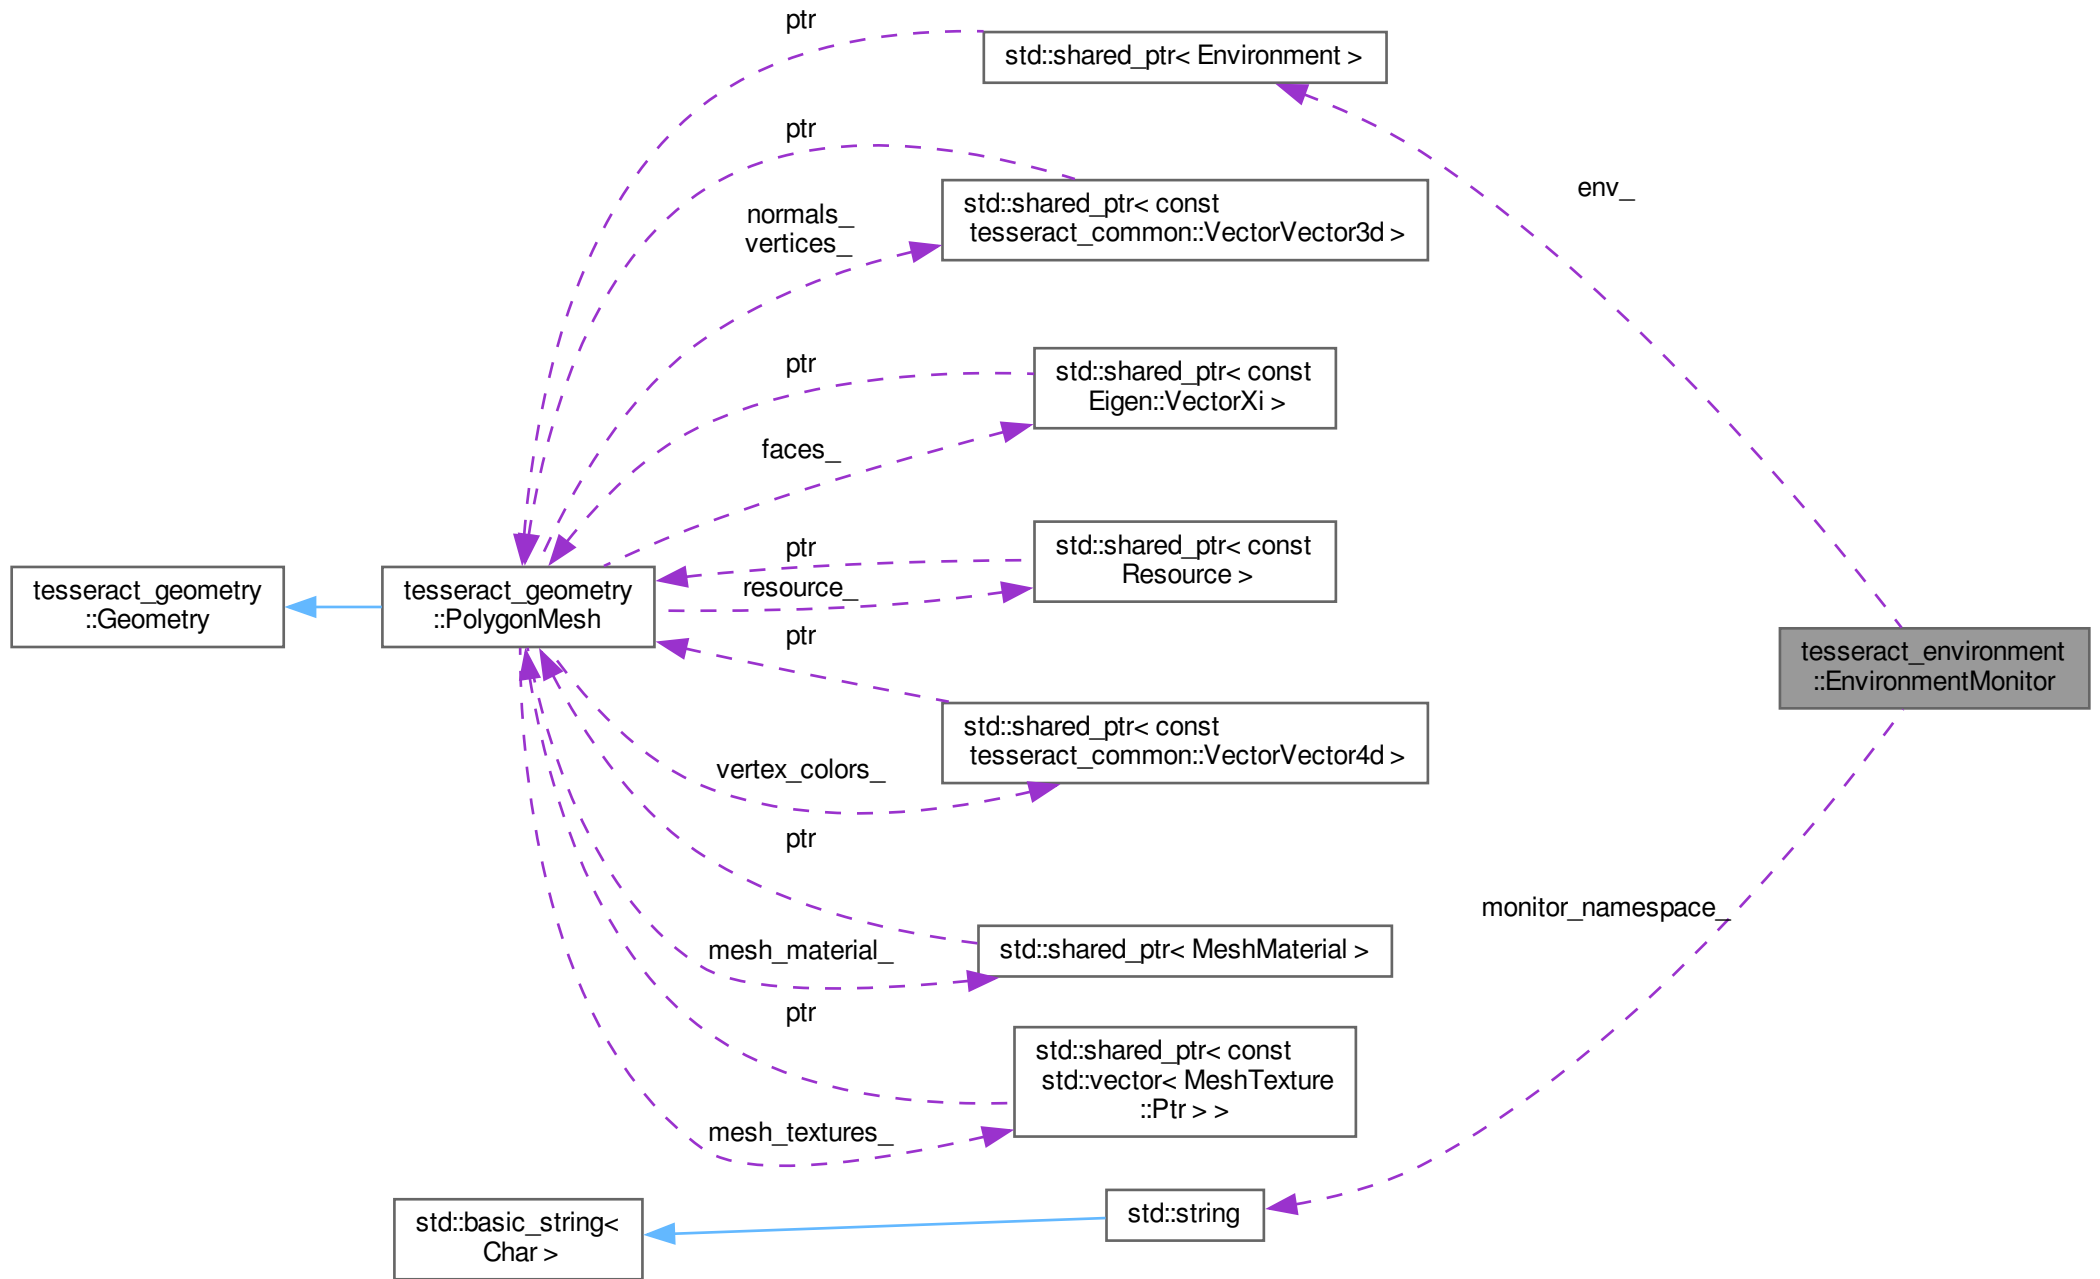 ptr
std::shared_ptr< Environment >
ptr
env_
std::shared_ptr< const
tesseract_common::VectorVector3d >
normals_
vertices_
ptr
std::shared_ptr< const
Eigen::VectorXi >
faces_
ptr
std::shared_ptr< const
Resource >
resource_
tesseract_geometry
::Geometry
tesseract_geometry
::PolygonMesh
ptr
tesseract_environment
::EnvironmentMonitor
std::shared_ptr< const
tesseract_common::VectorVector4d >
vertex_colors_
ptr
monitor_namespace_
mesh_material_
std::shared_ptr< MeshMaterial >
ptr
std::shared_ptr< const
std::vector< MeshTexture
::Ptr > >
mesh_textures_
std::basic_string<
Char >
std::string